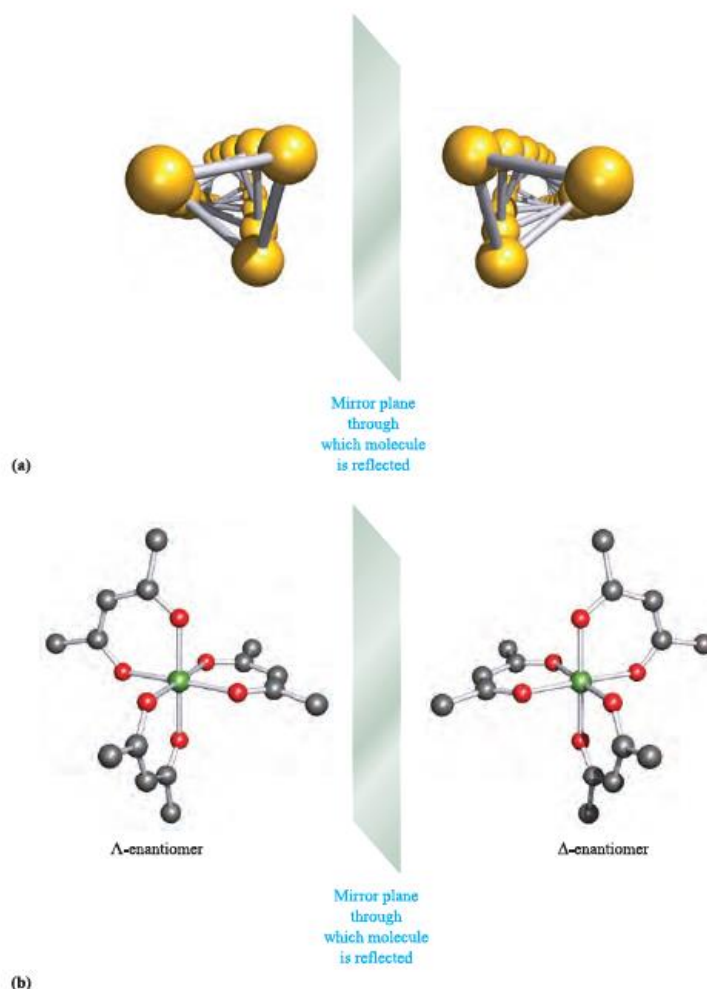 Mirror plane
through
which molecule
is reflected
(a)
Λ-enantiomer
Δ-enantiomer
Mirror plane
through
which molecule
is reflected
(b)